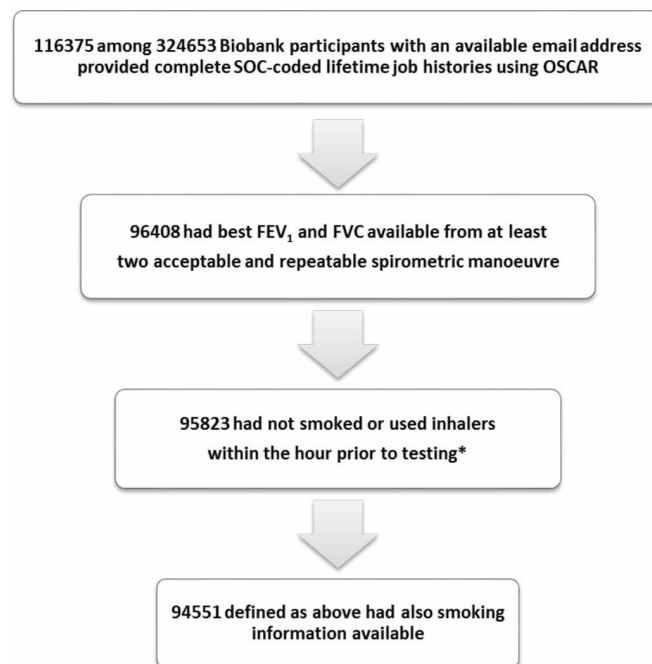 116375 among 324653 Biobank participants with an available email address
provided complete SOC-coded lifetime job histories using OSCAR
96408 had best FEV₁ and FVC available from at least
two acceptable and repeatable spirometric manoeuvre
95823 had not smoked or used inhalers
within the hour prior to testing*
94551 defined as above had also smoking
information available